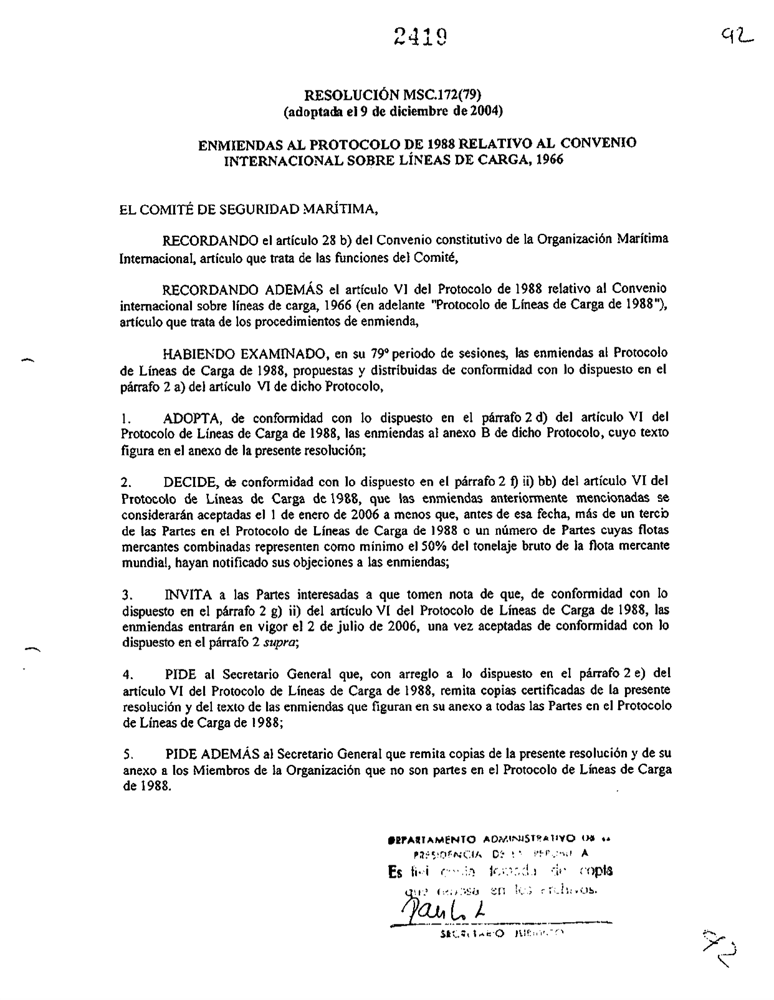 2419
92
RESOLUCIÓN MSC.172(79)
(adoptada el 9 de diciembre de 2004)
ENMIENDAS AL PROTOCOLO DE 1988 RELATIVO AL CONVENIO
INTERNACIONAL SOBRE LÍNEAS DE CARGA, 1966
EL COMITÉ DE SEGURIDAD MARÍTIMA,
RECORDANDO el artículo 28 b) del Convenio constitutivo de la Organización Marítima
Internacional, artículo que trata de las funciones del Comité,
RECORDANDO ADEMÁS el artículo VI del Protocolo de 1988 relativo al Convenio
internacional sobre líneas de carga, 1966 (en adelante "Protocolo de Líneas de Carga de 1988"),
artículo que trata de los procedimientos de enmienda,
HABIENDO EXAMINADO, en su 79º periodo de sesiones, las enmiendas al Protocolo
de Líneas de Carga de 1988, propuestas y distribuidas de conformidad con lo dispuesto en el
párrafo 2 a) del artículo VI de dicho Protocolo,
1. ADOPTA, de conformidad con lo dispuesto en el párrafo 2 d) del artículo VI del
Protocolo de Líneas de Carga de 1988, las enmiendas al anexo B de dicho Protocolo, cuyo texto
figura en el anexo de la presente resolución;
2. DECIDE, de conformidad con lo dispuesto en el párrafo 2 f) ii) bb) del artículo VI del
Protocolo de Líneas de Carga de 1988, que las enmiendas anteriormente mencionadas se
considerarán aceptadas el 1 de enero de 2006 a menos que, antes de esa fecha, más de un tercio
de las Partes en el Protocolo de Líneas de Carga de 1988 o un número de Partes cuyas flotas
mercantes combinadas representen como mínimo el 50% del tonelaje bruto de la flota mercante
mundial, hayan notificado sus objeciones a las enmiendas;
3. INVITA a las Partes interesadas a que tomen nota de que, de conformidad con lo
dispuesto en el párrafo 2 g) ii) del artículo VI del Protocolo de Líneas de Carga de 1988, las
enmiendas entrarán en vigor el 2 de julio de 2006, una vez aceptadas de conformidad con lo
dispuesto en el párrafo 2 supra;
4. PIDE al Secretario General que, con arreglo a lo dispuesto en el párrafo 2 e) del
artículo VI del Protocolo de Líneas de Carga de 1988, remita copias certificadas de la presente
resolución y del texto de las enmiendas que figuran en su anexo a todas las Partes en el Protocolo
de Líneas de Carga de 1988;
5. PIDE ADEMÁS al Secretario General que remita copias de la presente resolución y de su
anexo a los Miembros de la Organización que no son partes en el Protocolo de Líneas de Carga
de 1988.
DEPARTAMENTO ADMINISTRATIVO DE
PRESIDENCIA DE LA
Es fiel tomada de copia
que reposa en los archivos.
SECRETARIO
92